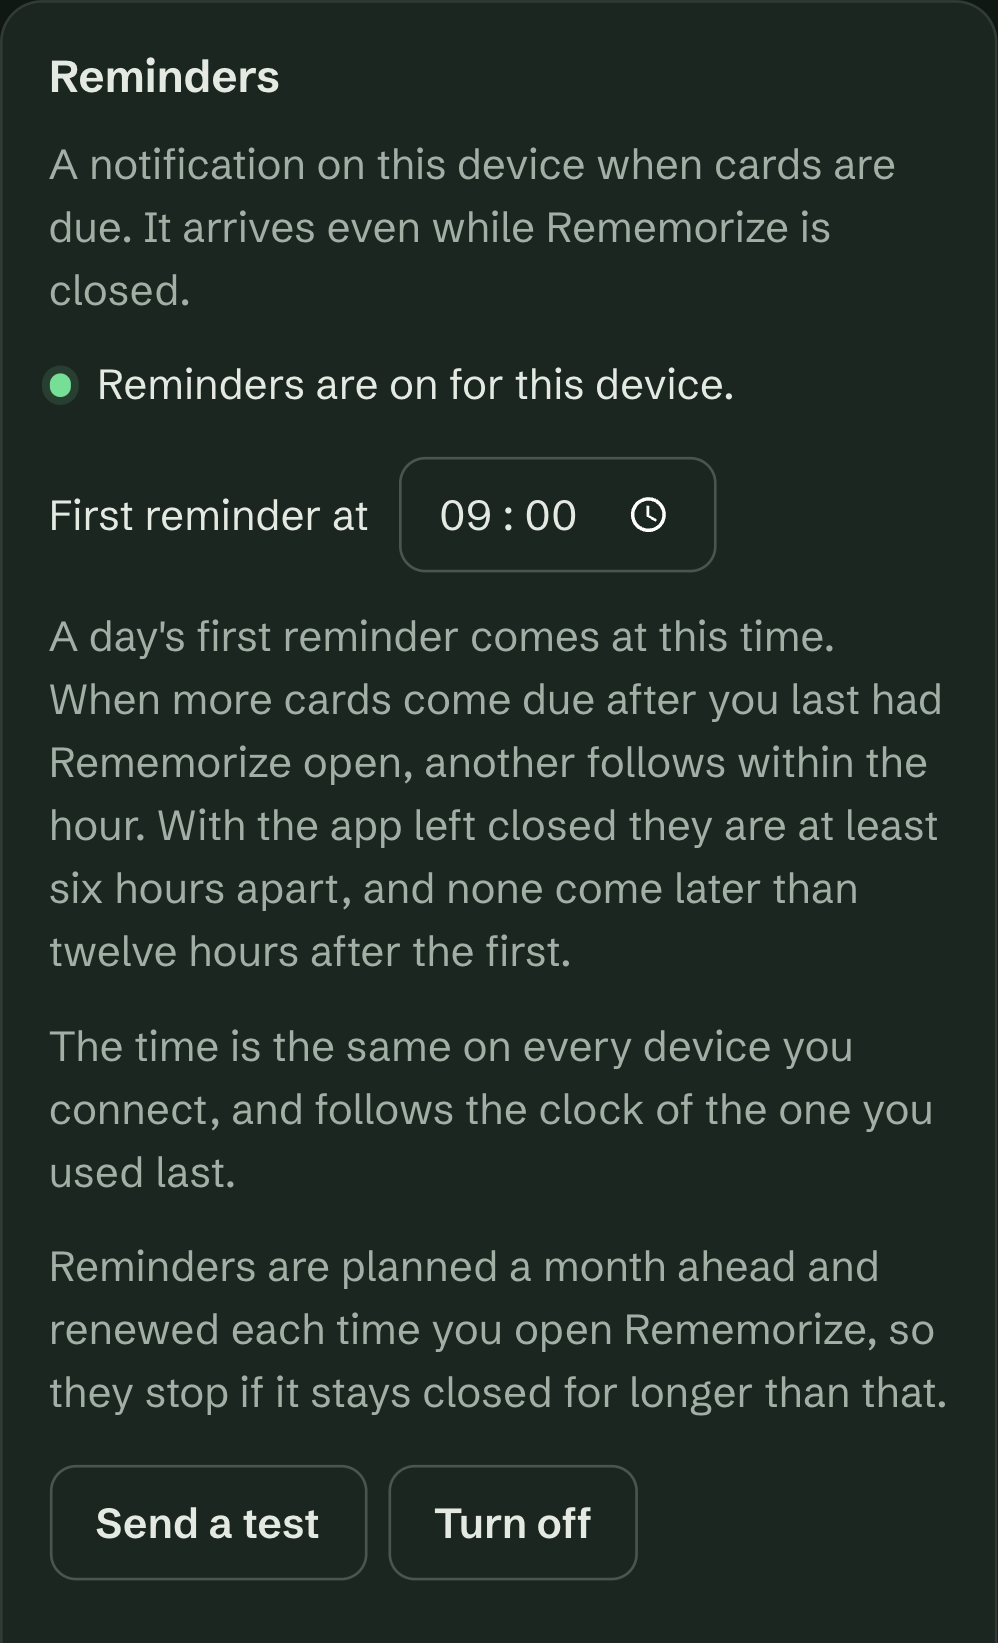 Reminders
A notification on this device when cards are
due. It arrives even while Rememorize is
closed.
Reminders are on for this device.
First reminder at 09:00
A day's first reminder comes at this time.
When more cards come due after you last had
Rememorize open, another follows within the
hour. With the app left closed they are at least
six hours apart, and none come later than
twelve hours after the first.
The time is the same on every device you
connect, and follows the clock of the one you
used last.
Reminders are planned a month ahead and
renewed each time you open Rememorize, so
they stop if it stays closed for longer than that.
Send a test Turn off